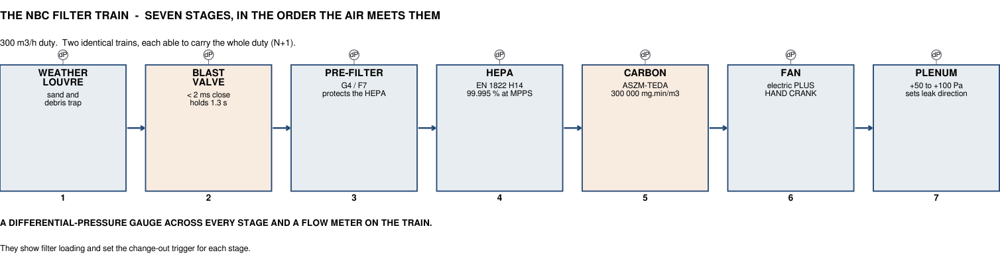 THE NBC FILTER TRAIN - SEVEN STAGES, IN THE ORDER THE AIR MEETS THEM
300 m3/h duty. Two identical trains, each able to carry the whole duty (N+1).
dP
dP
dP
dP
dP
dP
dP
WEATHER
LOUVRE
sand and
debris trap
BLAST
VALVE
< 2 ms close
holds 1.3 s
PRE-FILTER
G4 / F7
protects the HEPA
HEPA
EN 1822 H14
99.995 % at MPPS
CARBON
ASZM-TEDA
300 000 mg.min/m3
FAN
electric PLUS
HAND CRANK
PLENUM
+50 to +100 Pa
sets leak direction
1
2
3
4
5
6
7
A DIFFERENTIAL-PRESSURE GAUGE ACROSS EVERY STAGE AND A FLOW METER ON THE TRAIN.
They show filter loading and set the change-out trigger for each stage.